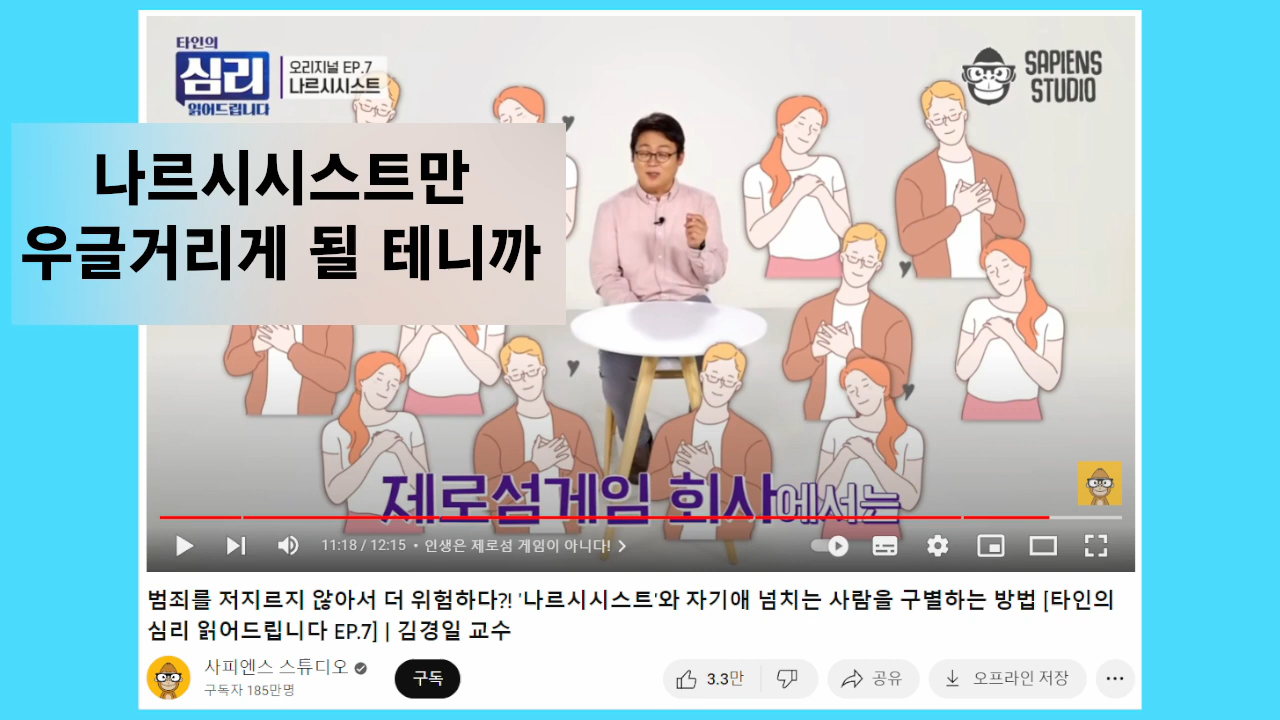 타인의
심리
읽어드립니다
오리지널 EP.7
나르시시스트
SAPIENS
STUDIO
나르시시스트만
우글거리게 될 테니까
제로섬게임 회사에서는
11:18 / 12:15 • 인생은 제로섬 게임이 아니다!
범죄를 저지르지 않아서 더 위험하다?! '나르시시스트'와 자기애 넘치는 사람을 구별하는 방법 [타인의
심리 읽어드립니다 EP.7] | 김경일 교수
사피엔스 스튜디오
구독자 185만명
구독
3.3만
공유
오프라인 저장